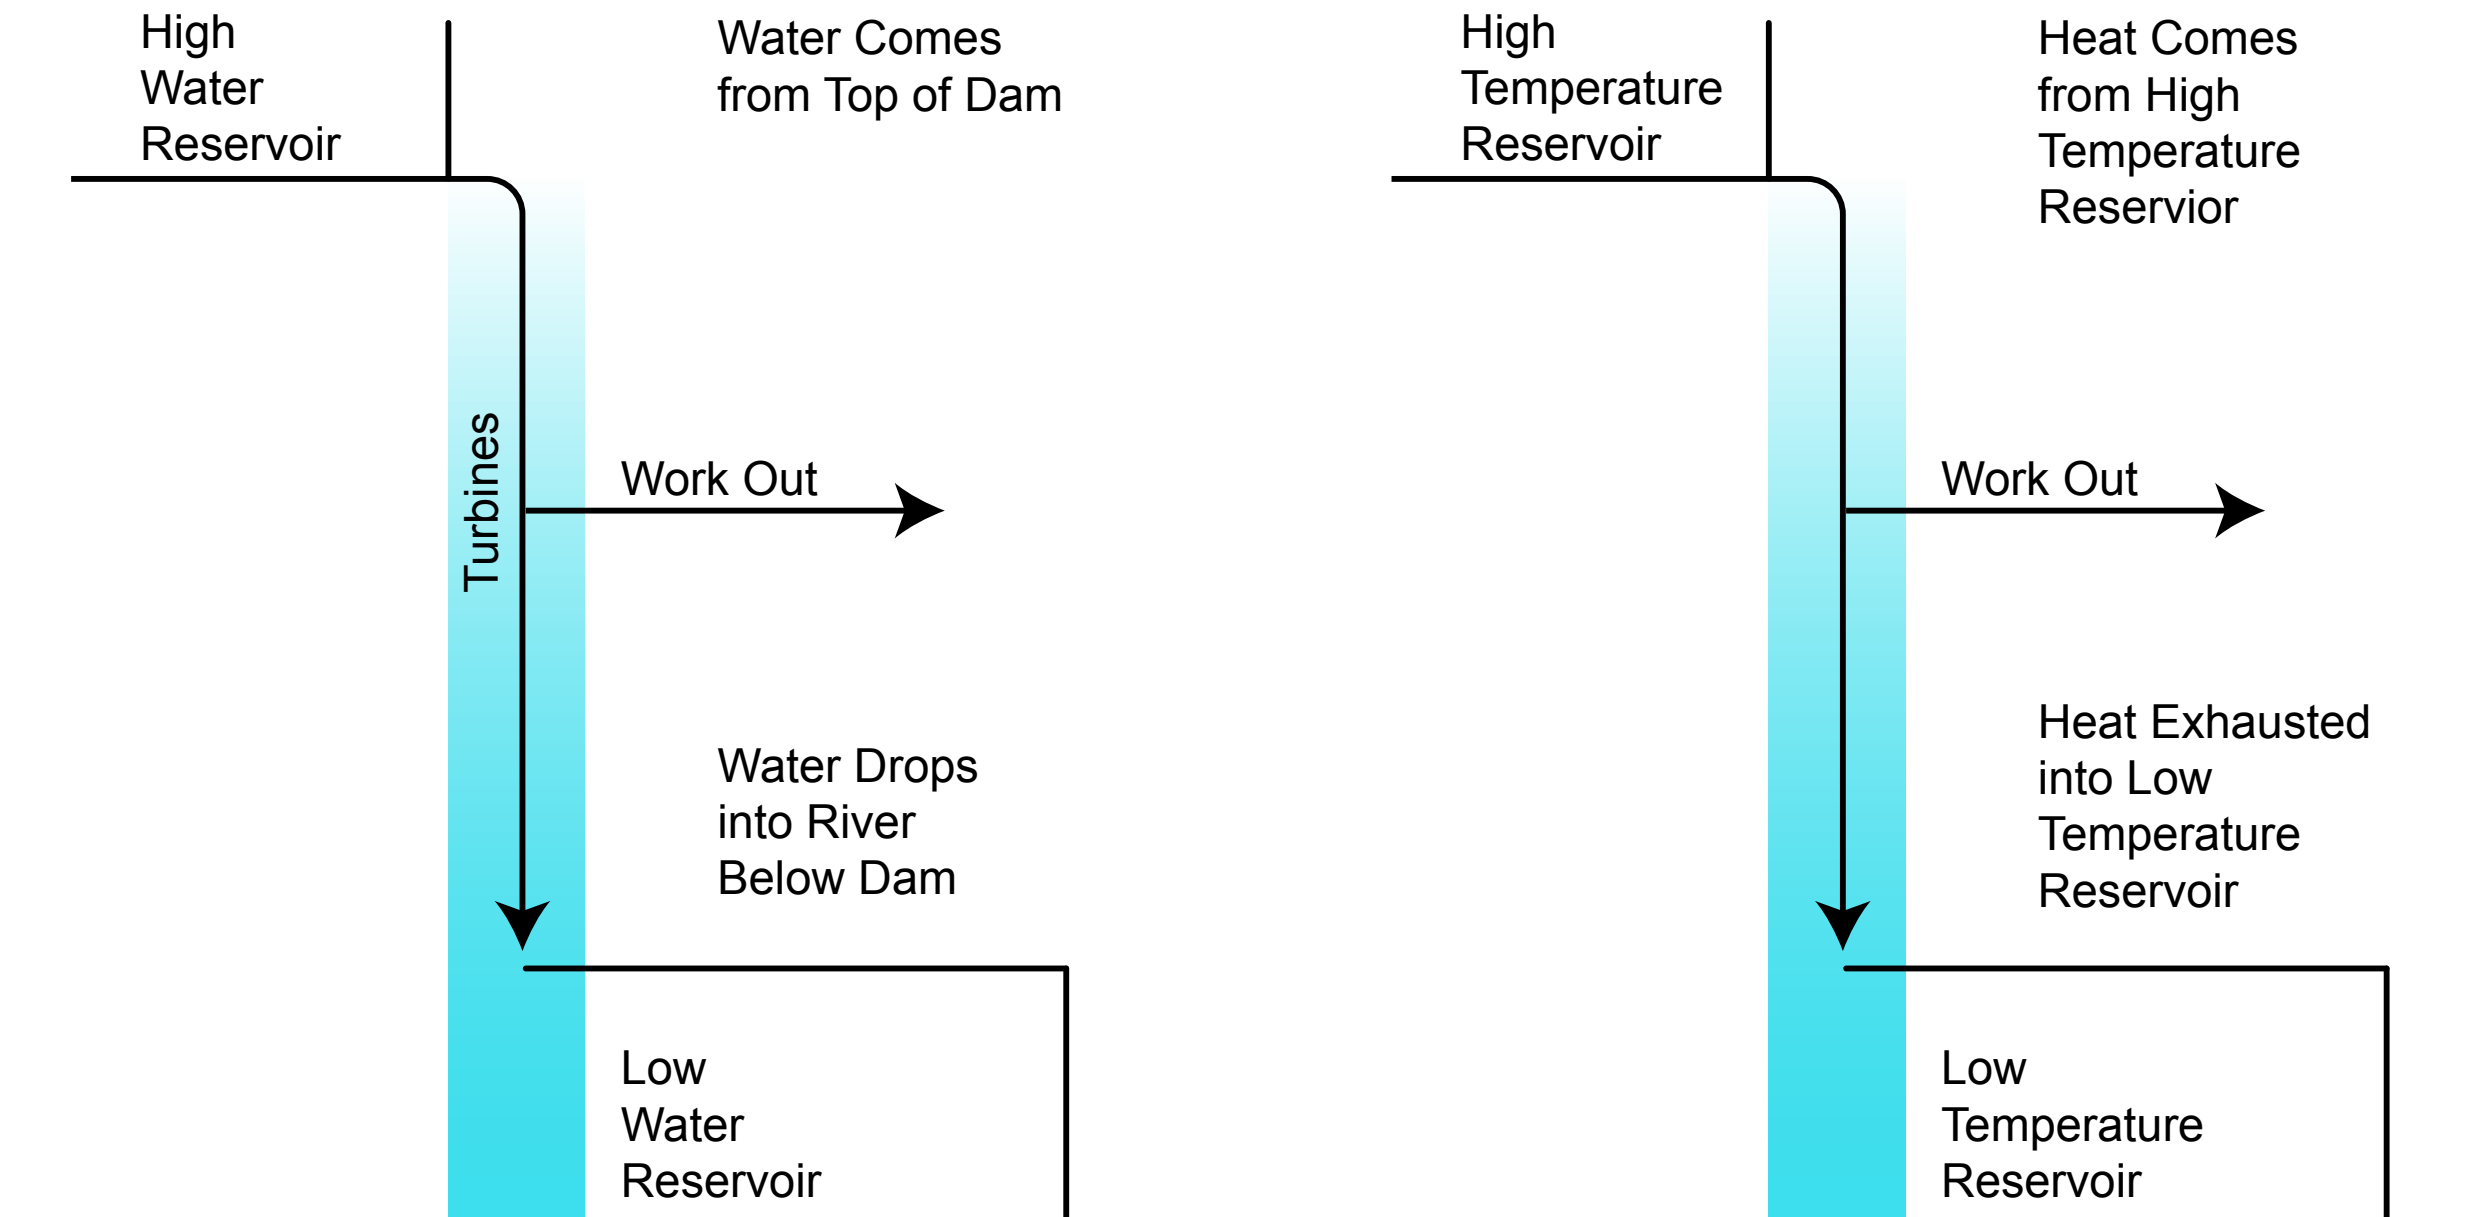 High
Water
Reservoir
Water Comes
from Top of Dam
Turbines
Work Out
Water Drops
into River
Below Dam
Low
Water
Reservoir
High
Temperature
Reservoir
Heat Comes
from High
Temperature
Reservior
Work Out
Heat Exhausted
into Low
Temperature
Reservoir
Low
Temperature
Reservoir